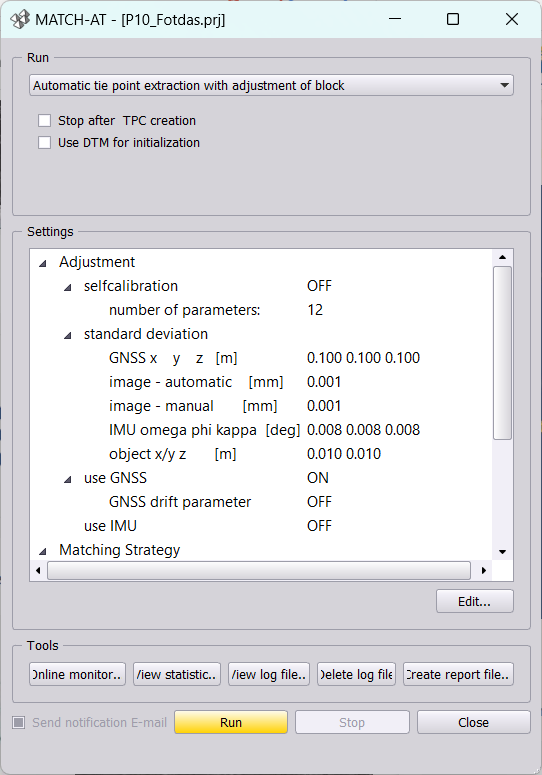 MATCH-AT - [P10_Fotdas.prj]
Run
Automatic tie point extraction with adjustment of block
Stop after TPC creation
Use DTM for initialization
Settings
Adjustment
selfcalibration OFF
number of parameters: 12
standard deviation
GNSS x y z [m] 0.100 0.100 0.100
image - automatic [mm] 0.001
image - manual [mm] 0.001
IMU omega phi kappa [deg] 0.008 0.008 0.008
object x/y z [m] 0.010 0.010
use GNSS ON
GNSS drift parameter OFF
use IMU OFF
Matching Strategy
Edit...
Tools
Online monitor.. View statistic.. View log file.. Delete log file Create report file..
Send notification E-mail Run Stop Close